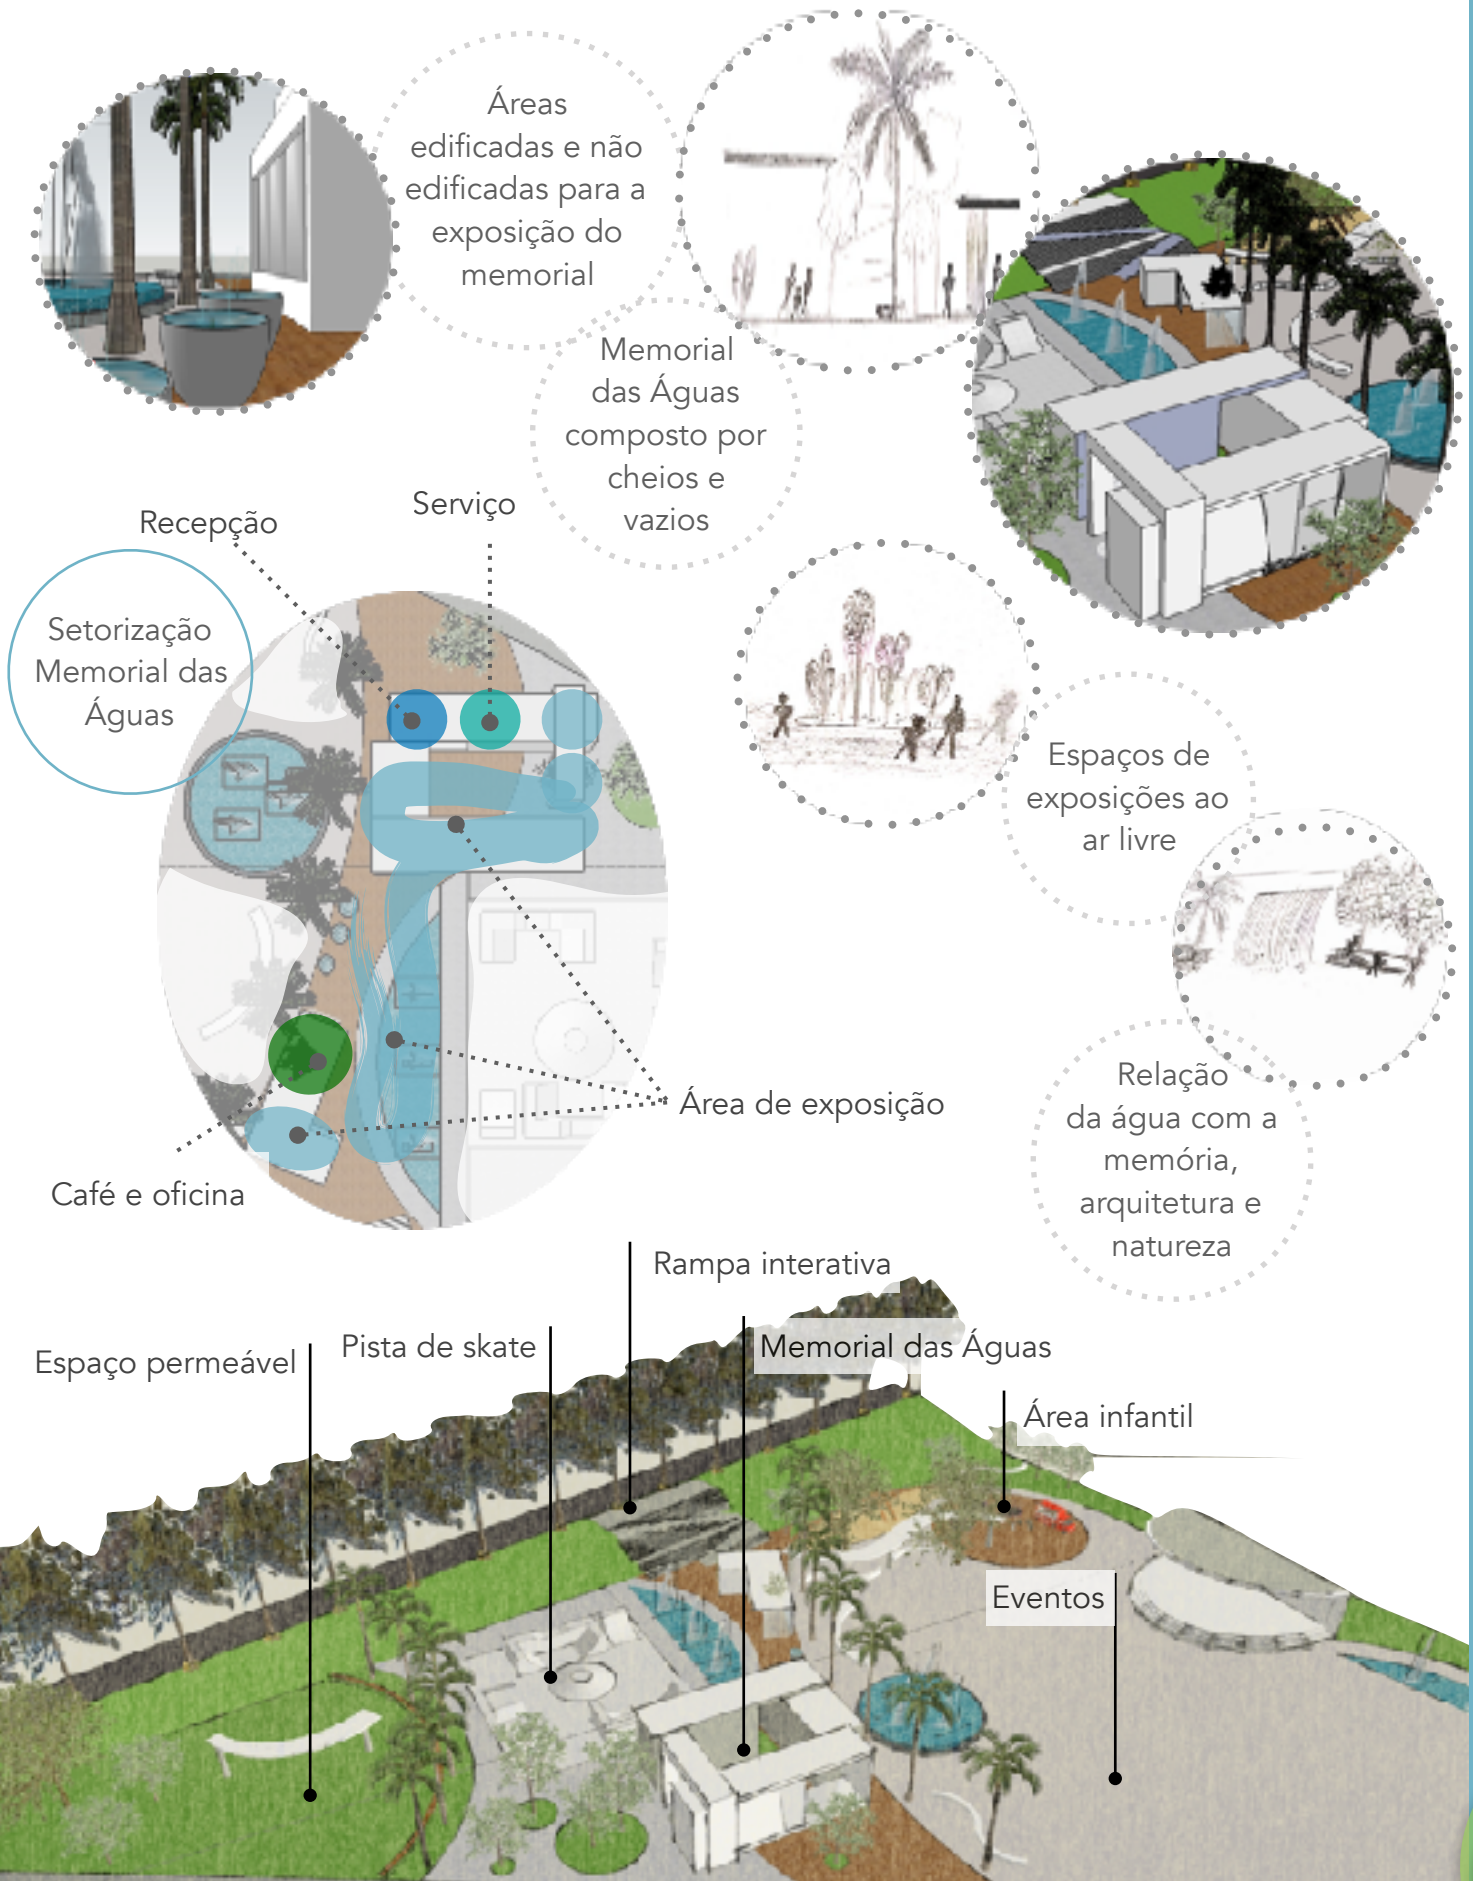 Áreas
edificadas e não
edificadas para a
exposição do
memorial
Memorial
das Águas
composto por
cheios e
vazios
Serviço
Recepção
Setorização
Memorial das
Águas
Espaços de
exposições ao
ar livre
Relação
da água com a
memória,
arquitetura e
natureza
Área de exposição
Café e oficina
Rampa interativa
Pista de skate
Memorial das Águas
Espaço permeável
Área infantil
Eventos